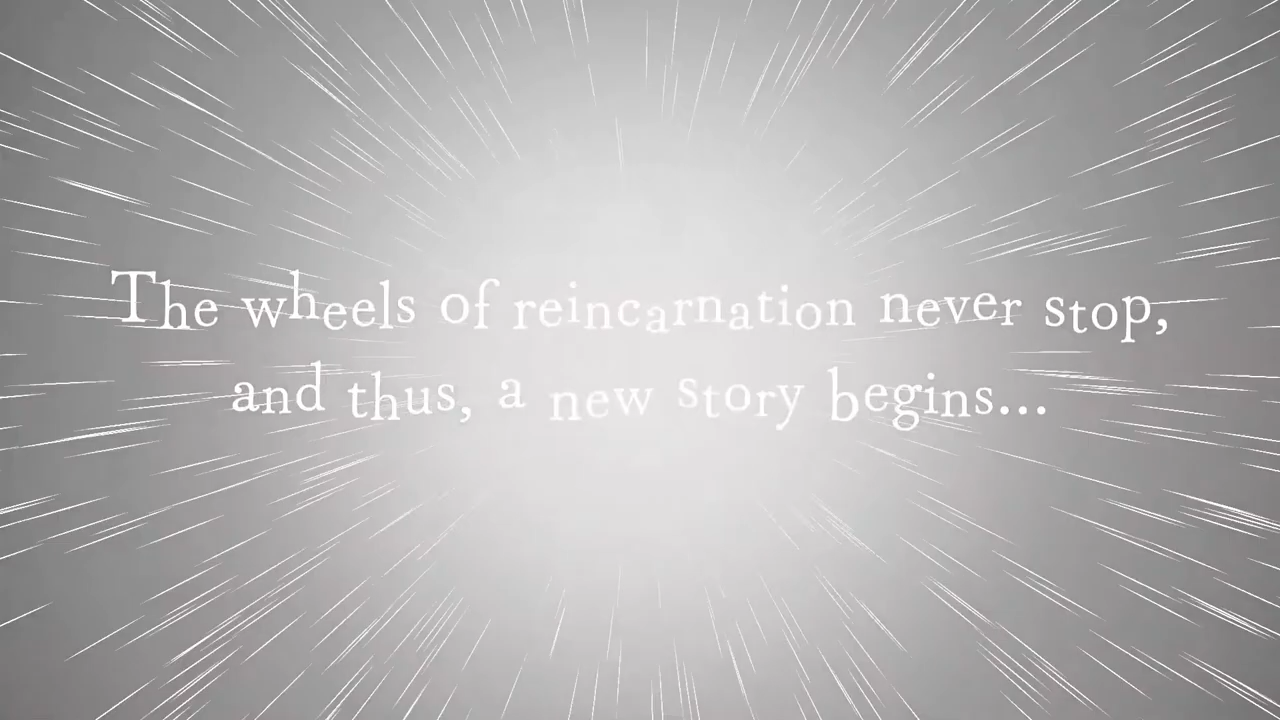 The wheels of reincarnation never stop,
and thus, a new story begins...